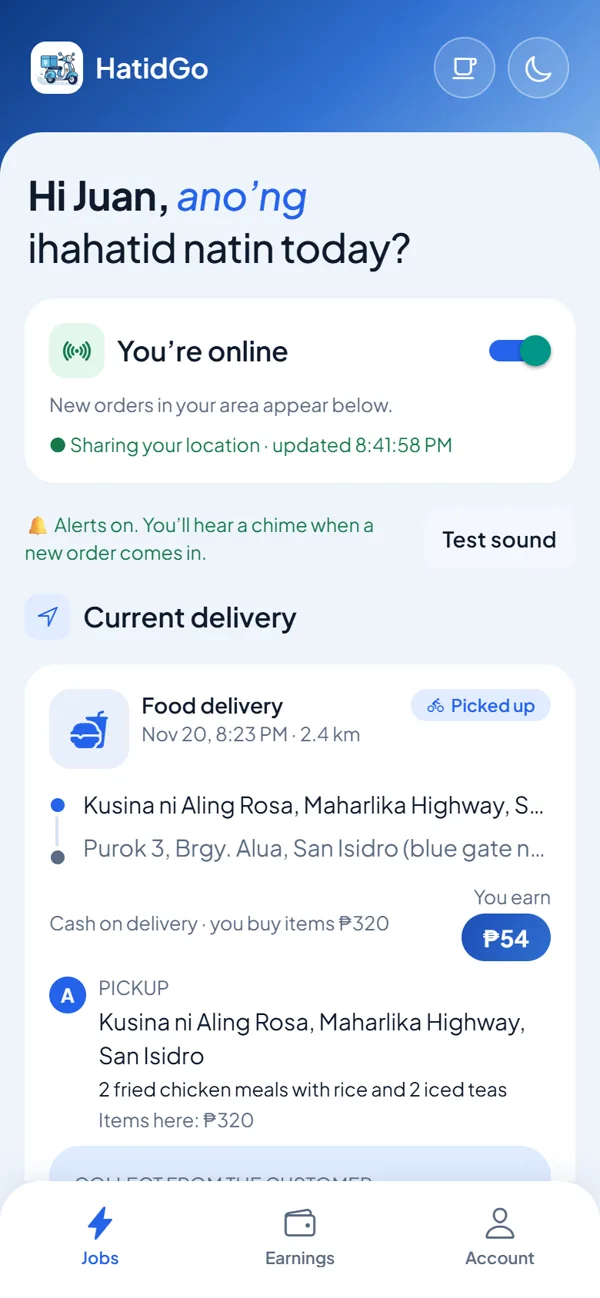 HatidGo
Hi Juan, ano’ng
ihahatid natin today?
You’re online
New orders in your area appear below.
Sharing your location · updated 8:41:58 PM
🔔 Alerts on. You’ll hear a chime when a
new order comes in.
Test sound
Current delivery
Food delivery
Picked up
Nov 20, 8:23 PM · 2.4 km
Kusina ni Aling Rosa, Maharlika Highway, S...
Purok 3, Brgy. Alua, San Isidro (blue gate n...
You earn
Cash on delivery · you buy items ₱320
₱54
A
PICKUP
Kusina ni Aling Rosa, Maharlika Highway,
San Isidro
2 fried chicken meals with rice and 2 iced teas
Items here: ₱320
COLLECT FROM THE CUSTOMER
Jobs
Earnings
Account